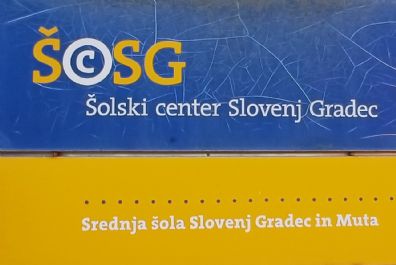 ŠCSG
Šolski center Slovenj Gradec
Srednja šola Slovenj Gradec in Muta